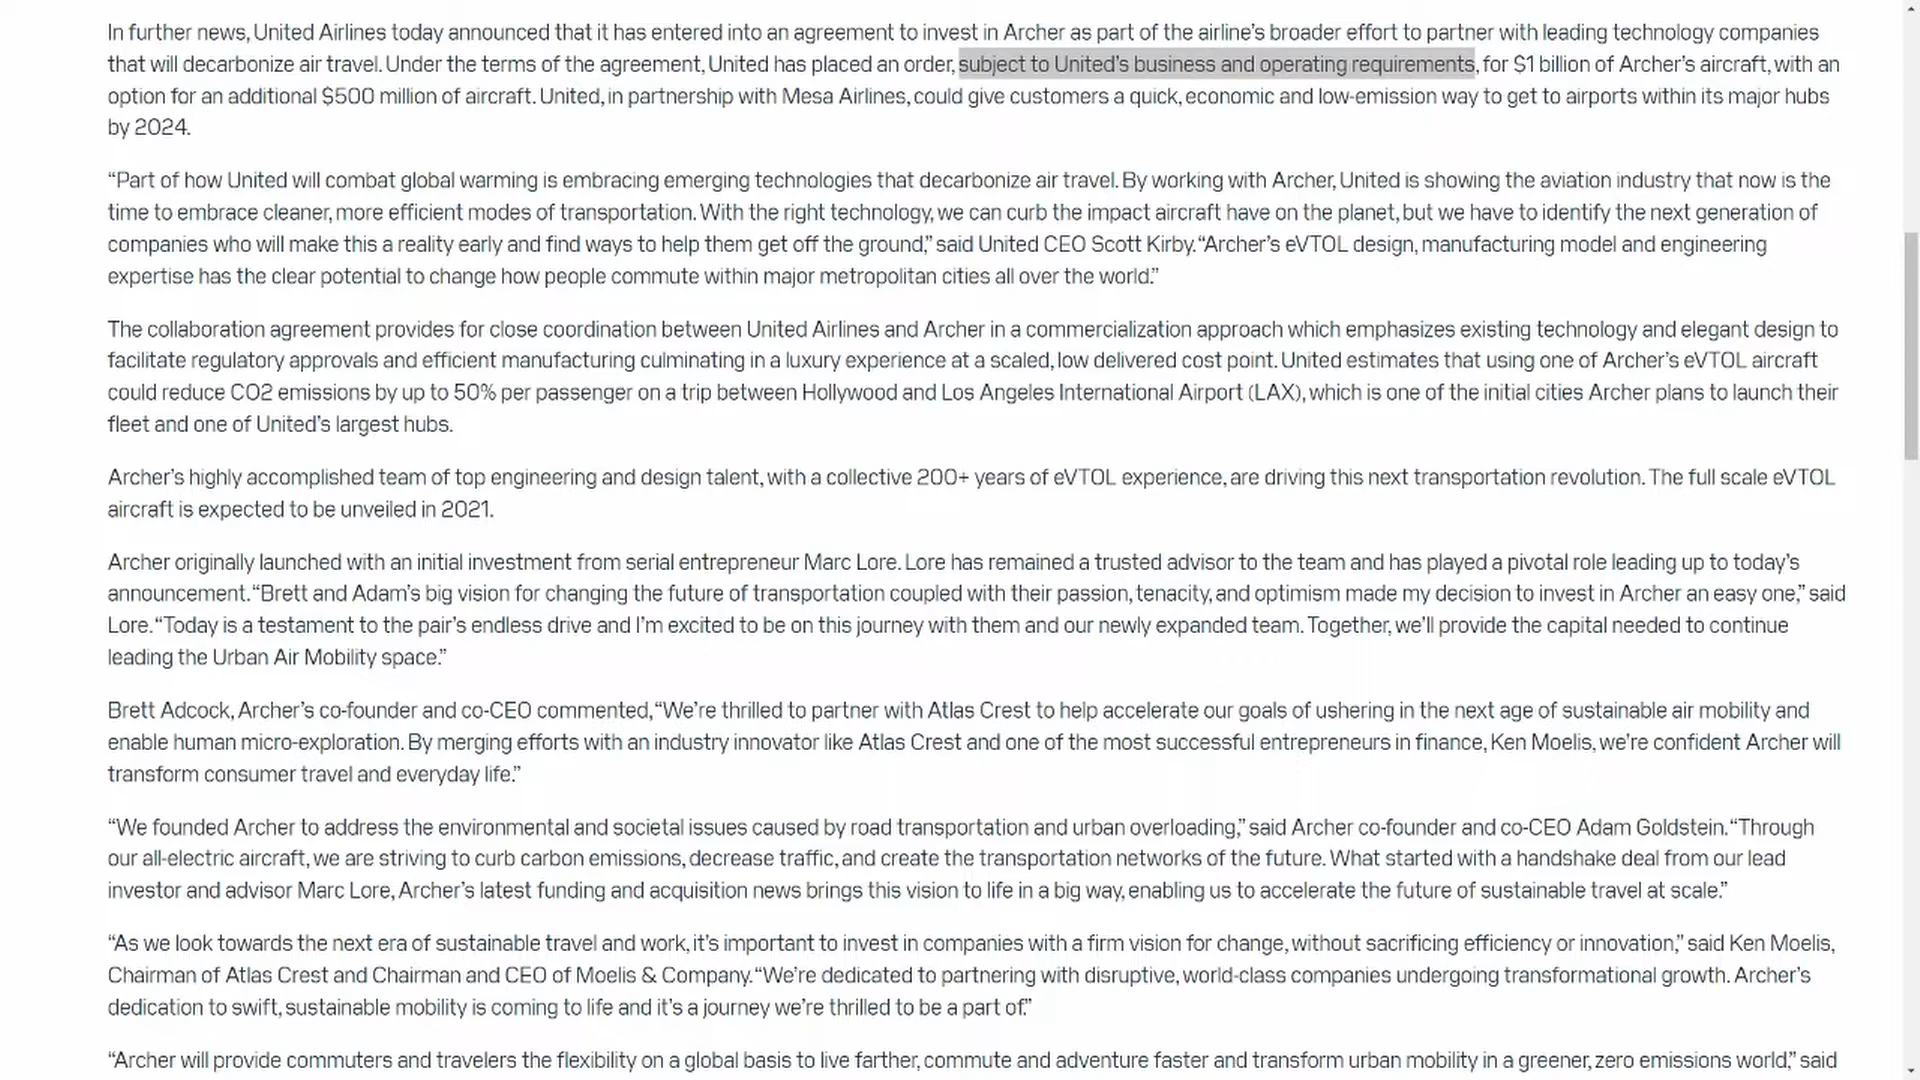 In further news, United Airlines today announced that it has entered into an agreement to invest in Archer as part of the airline’s broader effort to partner with leading technology companies
that will decarbonize air travel. Under the terms of the agreement, United has placed an order, subject to United’s business and operating requirements, for $1 billion of Archer’s aircraft, with an
option for an additional $500 million of aircraft. United, in partnership with Mesa Airlines, could give customers a quick, economic and low-emission way to get to airports within its major hubs
by 2024.
“Part of how United will combat global warming is embracing emerging technologies that decarbonize air travel. By working with Archer, United is showing the aviation industry that now is the
time to embrace cleaner, more efficient modes of transportation. With the right technology, we can curb the impact aircraft have on the planet, but we have to identify the next generation of
companies who will make this a reality early and find ways to help them get off the ground,” said United CEO Scott Kirby. “Archer’s eVTOL design, manufacturing model and engineering
expertise has the clear potential to change how people commute within major metropolitan cities all over the world.”
The collaboration agreement provides for close coordination between United Airlines and Archer in a commercialization approach which emphasizes existing technology and elegant design to
facilitate regulatory approvals and efficient manufacturing culminating in a luxury experience at a scaled, low delivered cost point. United estimates that using one of Archer’s eVTOL aircraft
could reduce CO2 emissions by up to 50% per passenger on a trip between Hollywood and Los Angeles International Airport (LAX), which is one of the initial cities Archer plans to launch their
fleet and one of United’s largest hubs.
Archer’s highly accomplished team of top engineering and design talent, with a collective 200+ years of eVTOL experience, are driving this next transportation revolution. The full scale eVTOL
aircraft is expected to be unveiled in 2021.
Archer originally launched with an initial investment from serial entrepreneur Marc Lore. Lore has remained a trusted advisor to the team and has played a pivotal role leading up to today’s
announcement. “Brett and Adam’s big vision for changing the future of transportation coupled with their passion, tenacity, and optimism made my decision to invest in Archer an easy one,” said
Lore. “Today is a testament to the pair’s endless drive and I’m excited to be on this journey with them and our newly expanded team. Together, we’ll provide the capital needed to continue
leading the Urban Air Mobility space.”
Brett Adcock, Archer’s co-founder and co-CEO commented, “We’re thrilled to partner with Atlas Crest to help accelerate our goals of ushering in the next age of sustainable air mobility and
enable human micro-exploration. By merging efforts with an industry innovator like Atlas Crest and one of the most successful entrepreneurs in finance, Ken Moelis, we’re confident Archer will
transform consumer travel and everyday life.”
“We founded Archer to address the environmental and societal issues caused by road transportation and urban overloading,” said Archer co-founder and co-CEO Adam Goldstein. “Through
our all-electric aircraft, we are striving to curb carbon emissions, decrease traffic, and create the transportation networks of the future. What started with a handshake deal from our lead
investor and advisor Marc Lore, Archer’s latest funding and acquisition news brings this vision to life in a big way, enabling us to accelerate the future of sustainable travel at scale.”
“As we look towards the next era of sustainable travel and work, it’s important to invest in companies with a firm vision for change, without sacrificing efficiency or innovation,” said Ken Moelis,
Chairman of Atlas Crest and Chairman and CEO of Moelis & Company. “We’re dedicated to partnering with disruptive, world-class companies undergoing transformational growth. Archer’s
dedication to swift, sustainable mobility is coming to life and it’s a journey we’re thrilled to be a part of.”
“Archer will provide commuters and travelers the flexibility on a global basis to live farther, commute and adventure faster and transform urban mobility in a greener, zero emissions world,” said